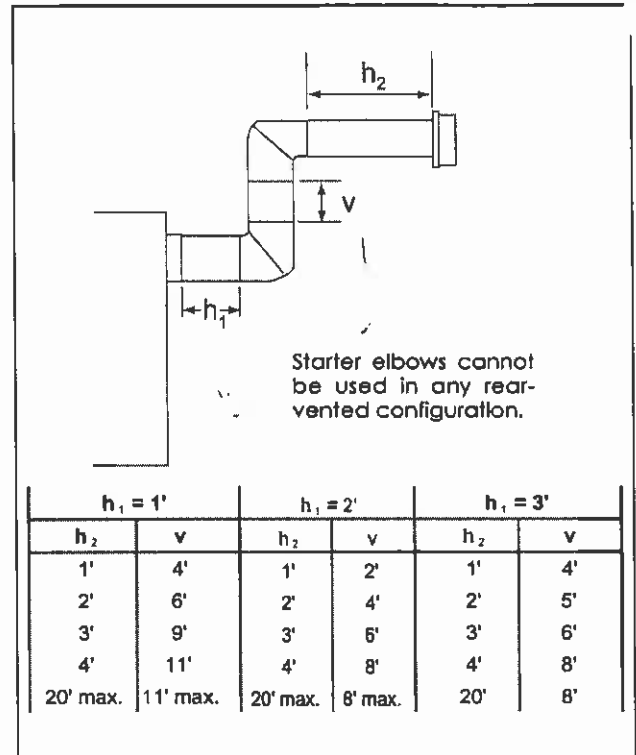 h₂
v
h₁
Starter elbows cannot
be used in any rear-
vented configuration.
h₁ = 1' h₁ = 2' h₁ = 3'
h₂ v h₂ v h₂ v
1' 4' 1' 2' 1' 4'
2' 6' 2' 4' 2' 5'
3' 9' 3' 6' 3' 6'
4' 11' 4' 8' 4' 8'
20' max. 11' max. 20' max. 8' max. 20' 8'